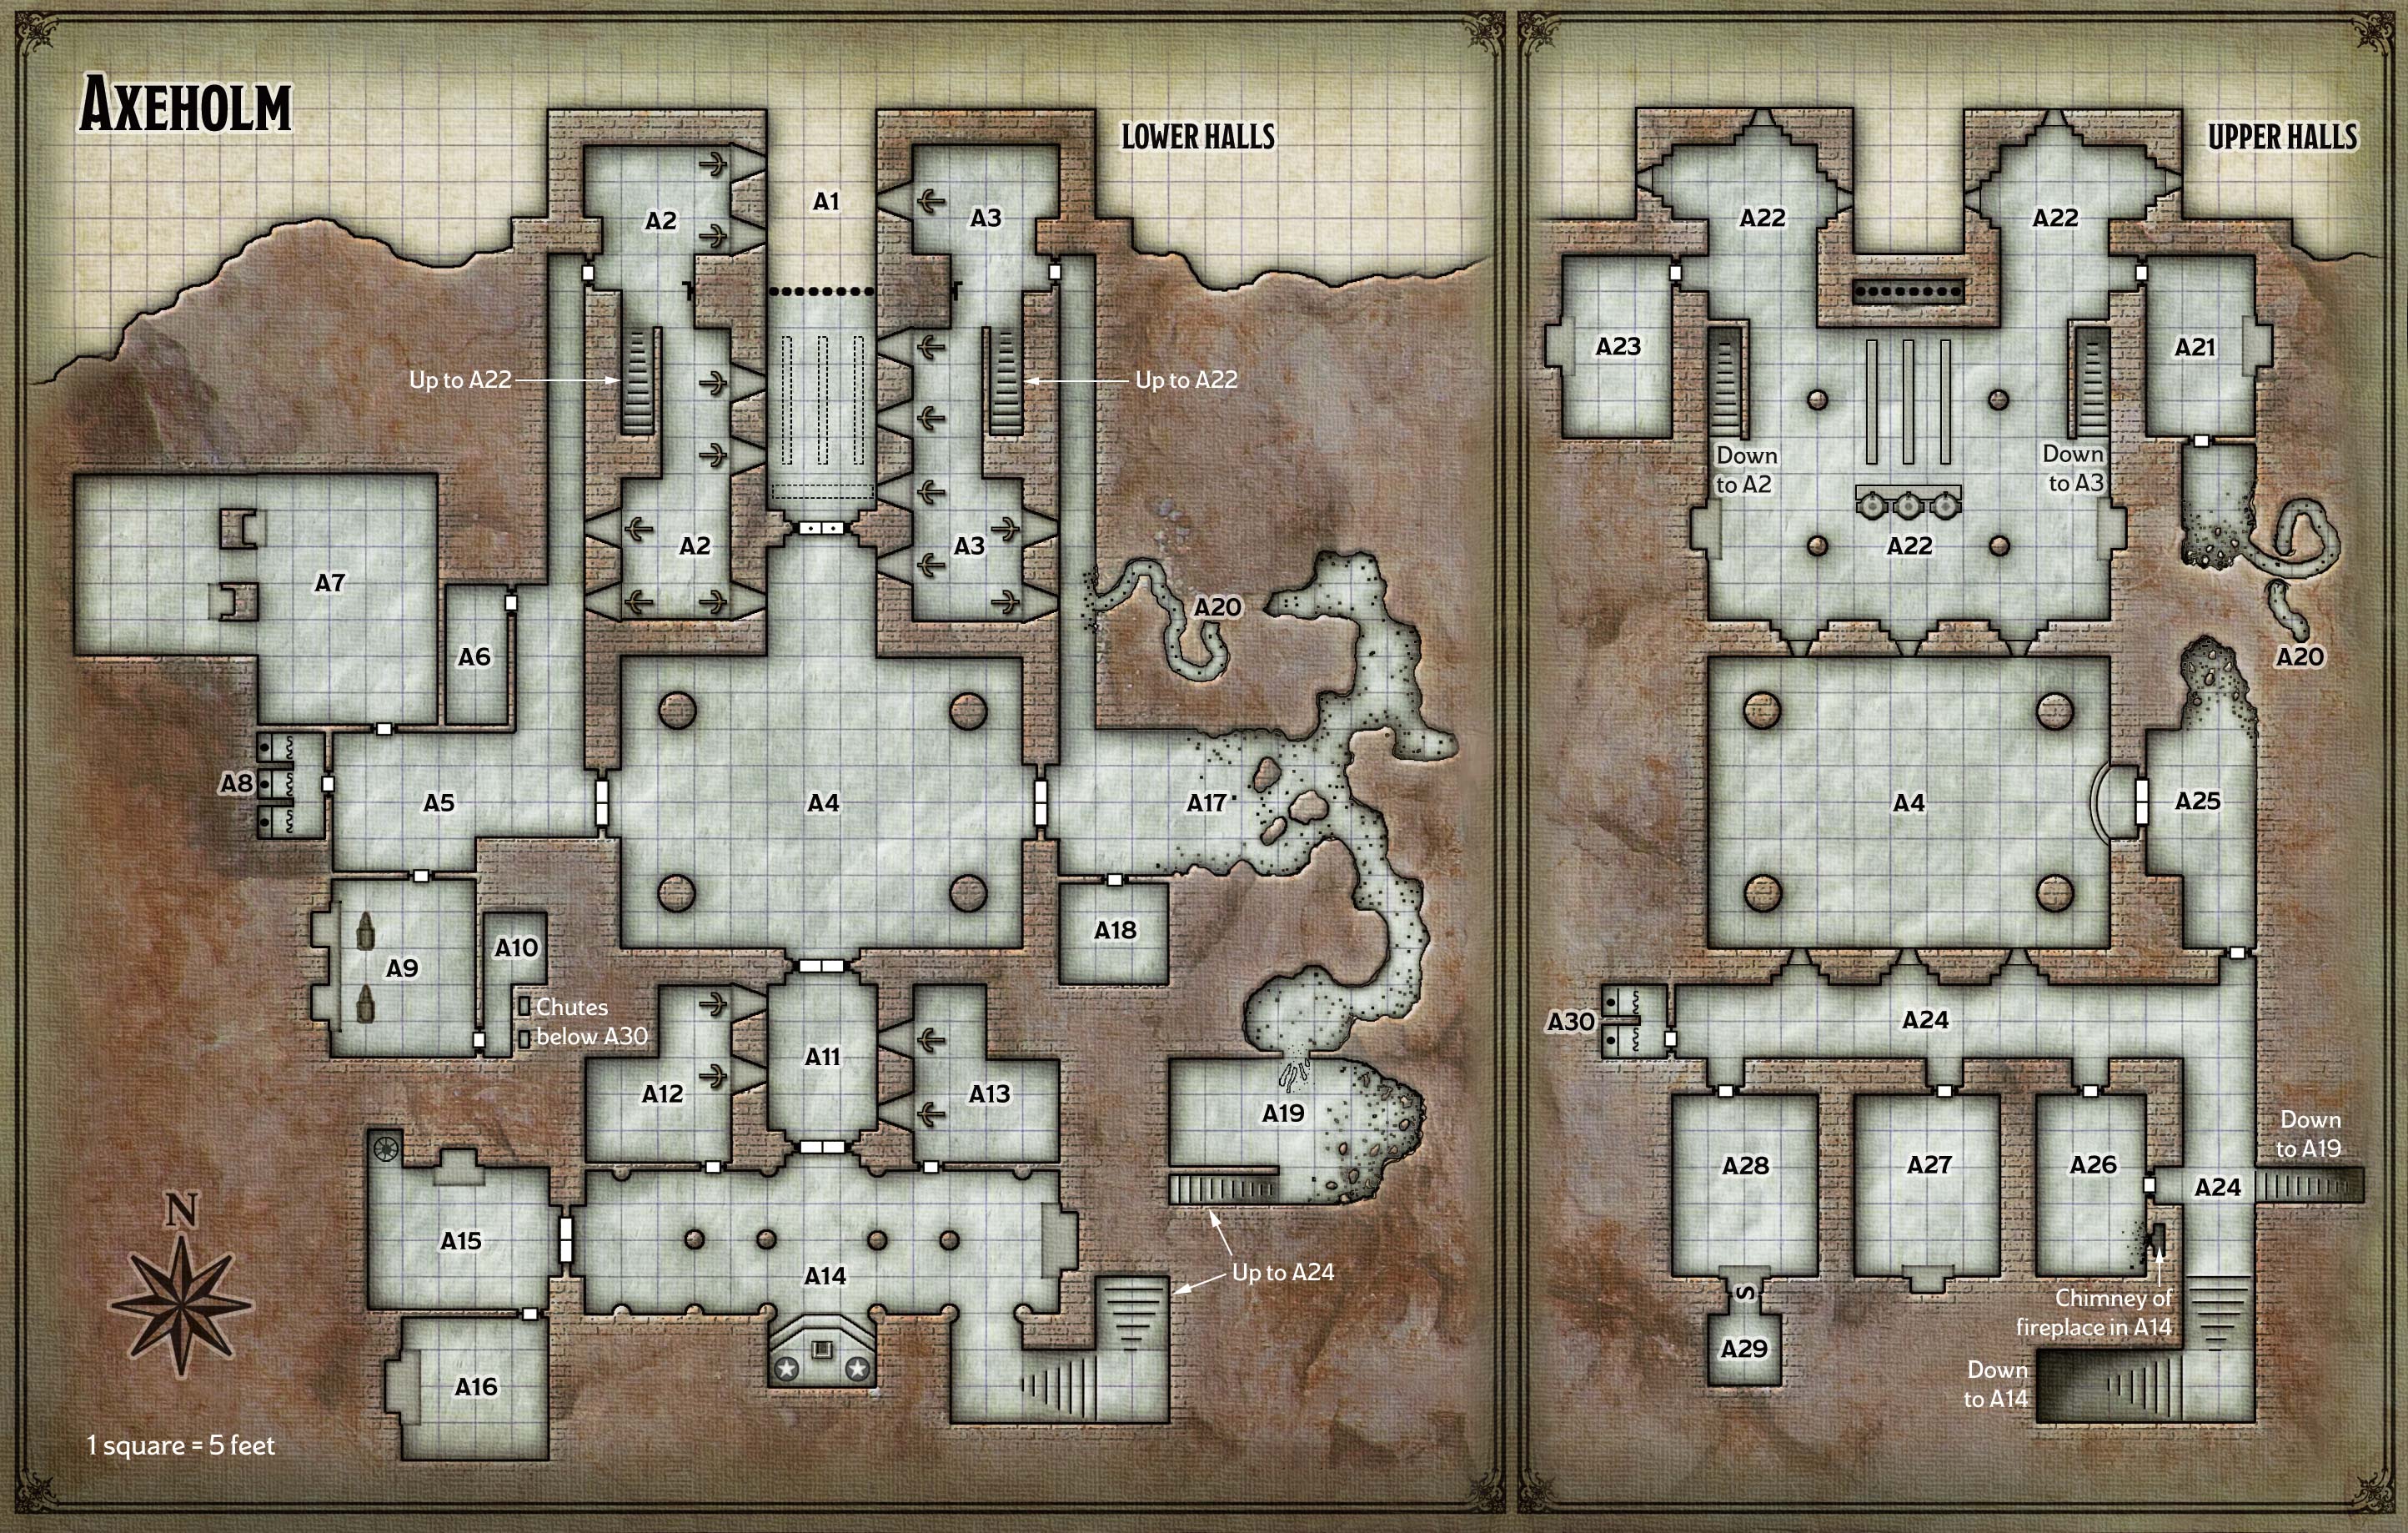 AXEHOLM
LOWER HALLS
A1
A2
A3
Up to A22
Up to A22
A2
A3
A7
A6
A20
A8
A5
A4
A17
A18
A9
A10
Chutes
below A30
A11
A12
A13
A19
A15
A14
Up to A24
A16
N
1 square = 5 feet
UPPER HALLS
A22
A22
A23
A21
Down
to A2
Down
to A3
A22
A20
A4
A25
A30
A24
A28
A27
A26
A24
Down
to A19
S
Chimney of
fireplace in A14
A29
Down
to A14